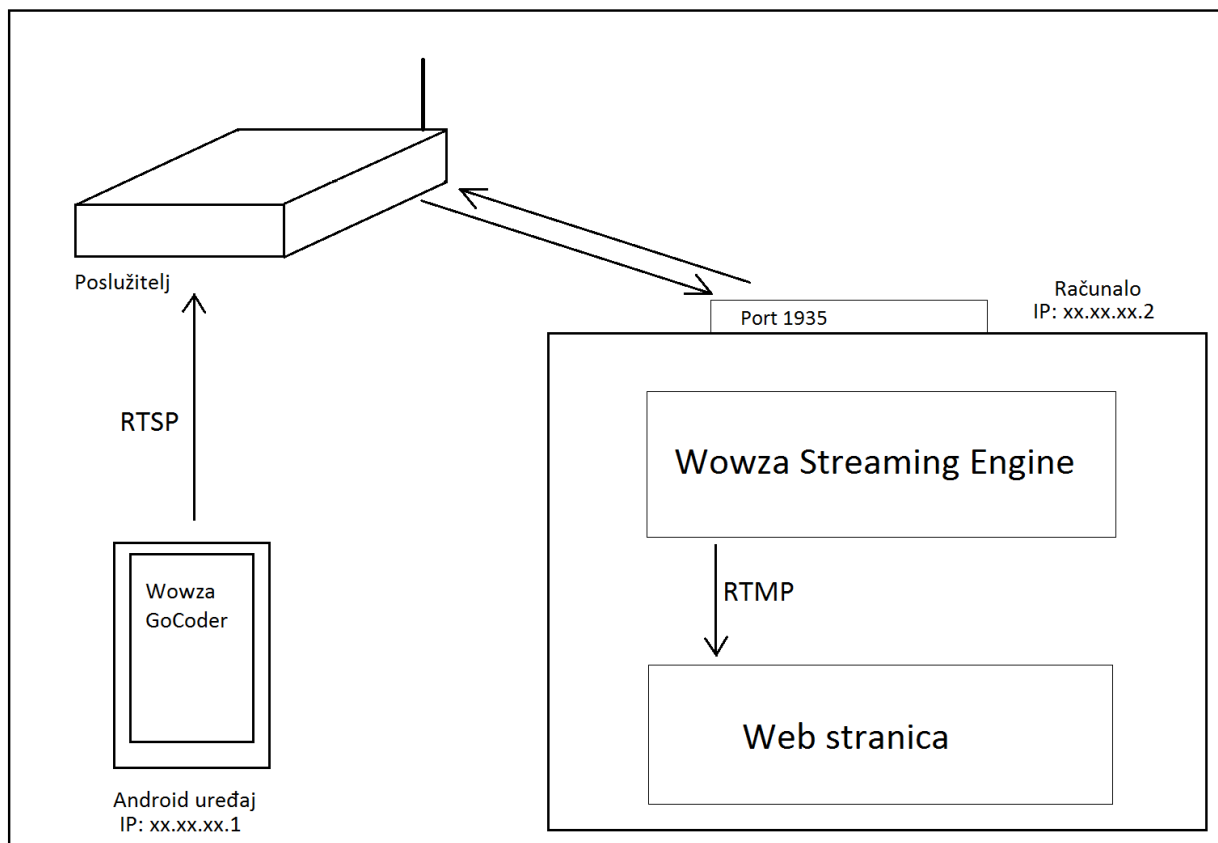 Poslužitelj
Port 1935
Računalo
IP: xx.xx.xx.2
RTSP
Wowza Streaming Engine
RTMP
Wowza
GoCoder
Web stranica
Android uređaj
IP: xx.xx.xx.1